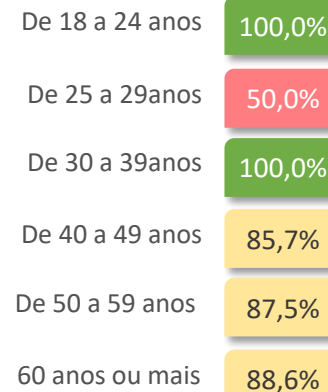 De 18 a 24 anos 100,0%
De 25 a 29anos 50,0%
De 30 a 39anos 100,0%
De 40 a 49 anos 85,7%
De 50 a 59 anos 87,5%
60 anos ou mais 88,6%